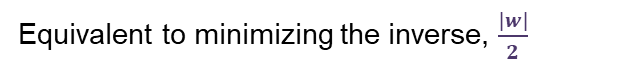 Equivalent to minimizing the inverse, |w|/2